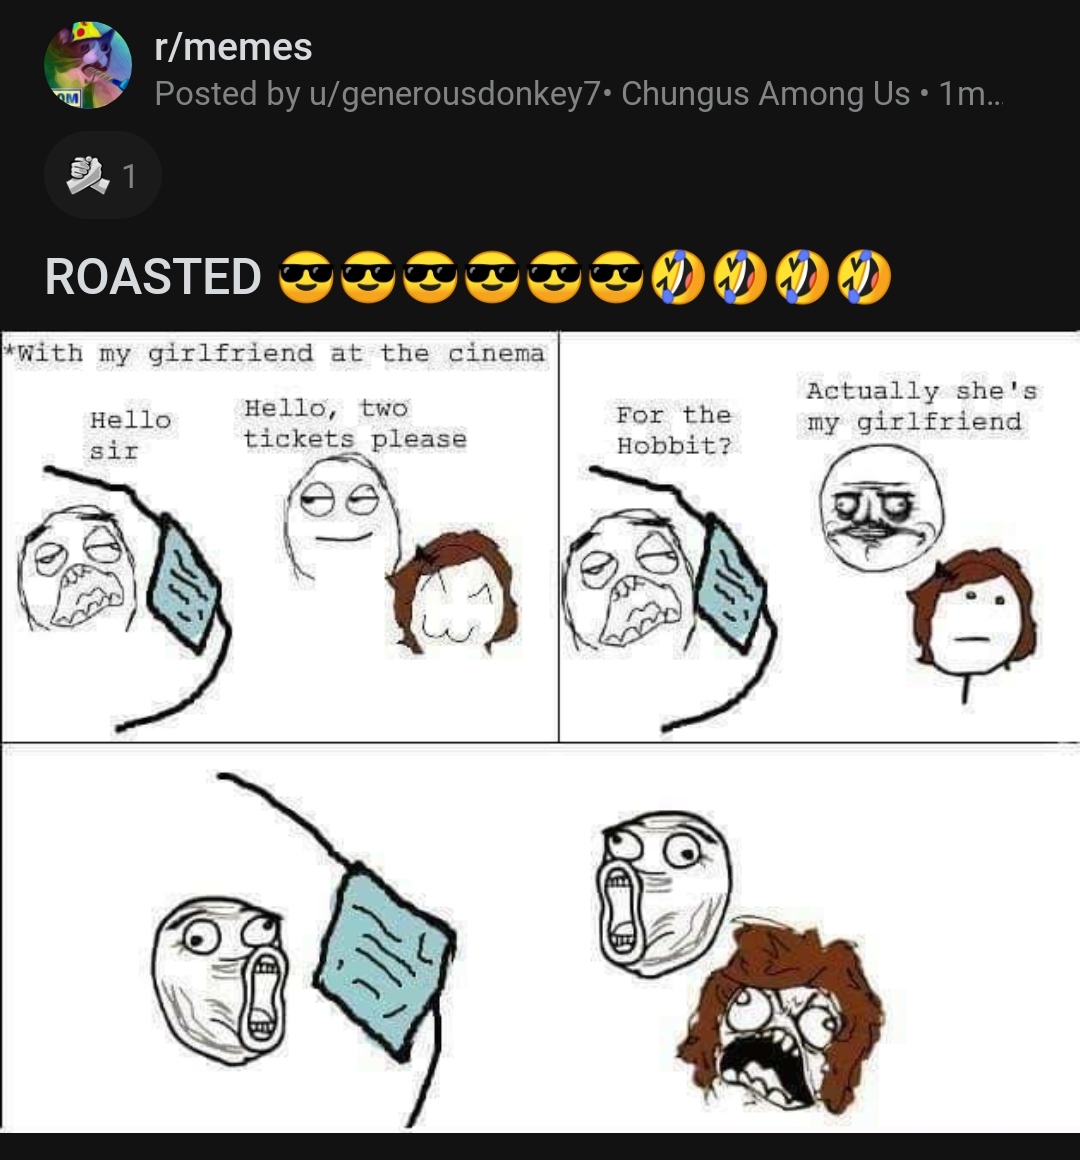 r/memes
Posted by u/generousdonkey7• Chungus Among Us • 1m...
1
ROASTED 😎😎😎😎😎😎🤣🤣🤣🤣
*With my girlfriend at the cinema
Hello
sir
Hello, two
tickets please
For the
Hobbit?
Actually she's
my girlfriend